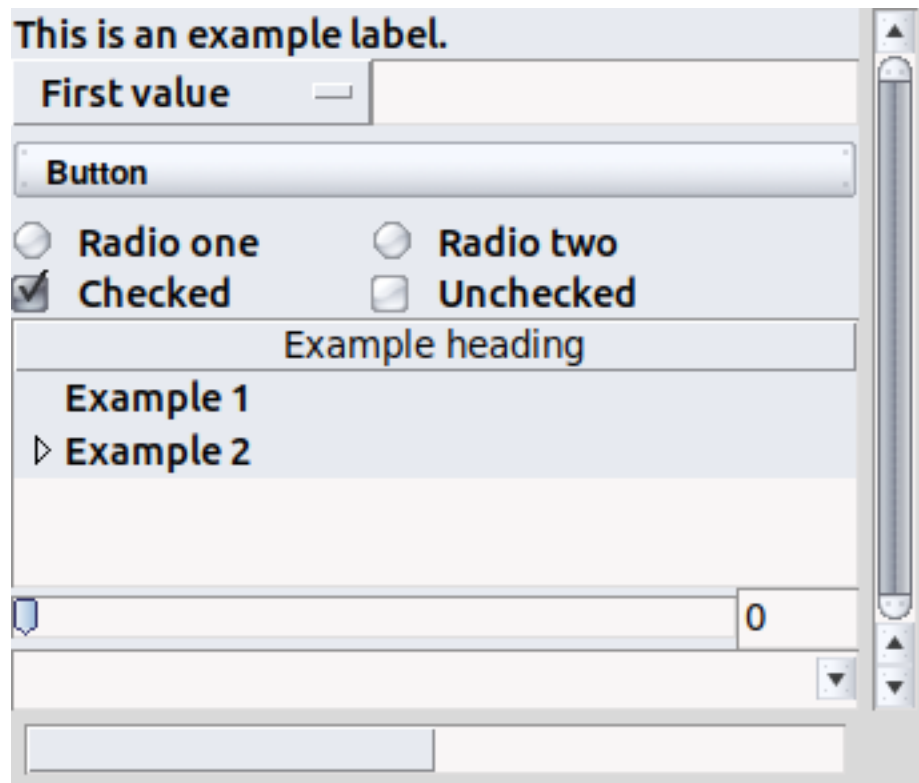 This is an example label.
First value
Button
Radio one Radio two
Checked Unchecked
Example heading
Example 1
Example 2
0